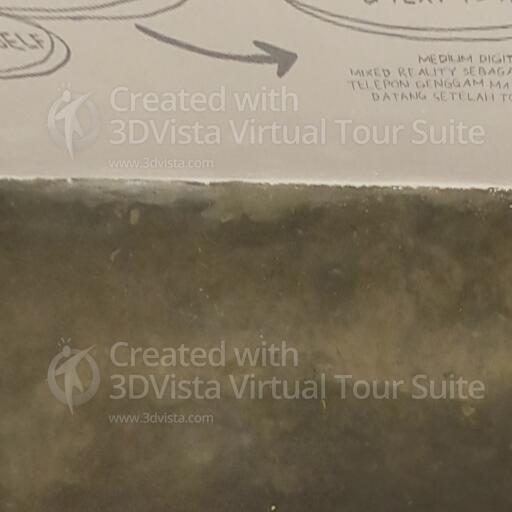 MEDIUM DIGIT
MIXED REALITY SEBAGA
TELEPON GENGGAM MA
DATANG SETELAH TO
Created with
3DVista Virtual Tour Suite
www.3dvista.com
Created with
3DVista Virtual Tour Suite
www.3dvista.com